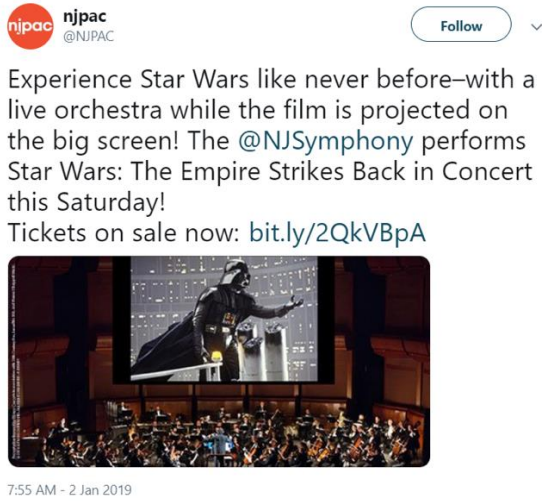 njpac
njpac
@NJPAC
Follow
Experience Star Wars like never before–with a
live orchestra while the film is projected on
the big screen! The @NJSymphony performs
Star Wars: The Empire Strikes Back in Concert
this Saturday!
Tickets on sale now: bit.ly/2QkVBpA
7:55 AM - 2 Jan 2019